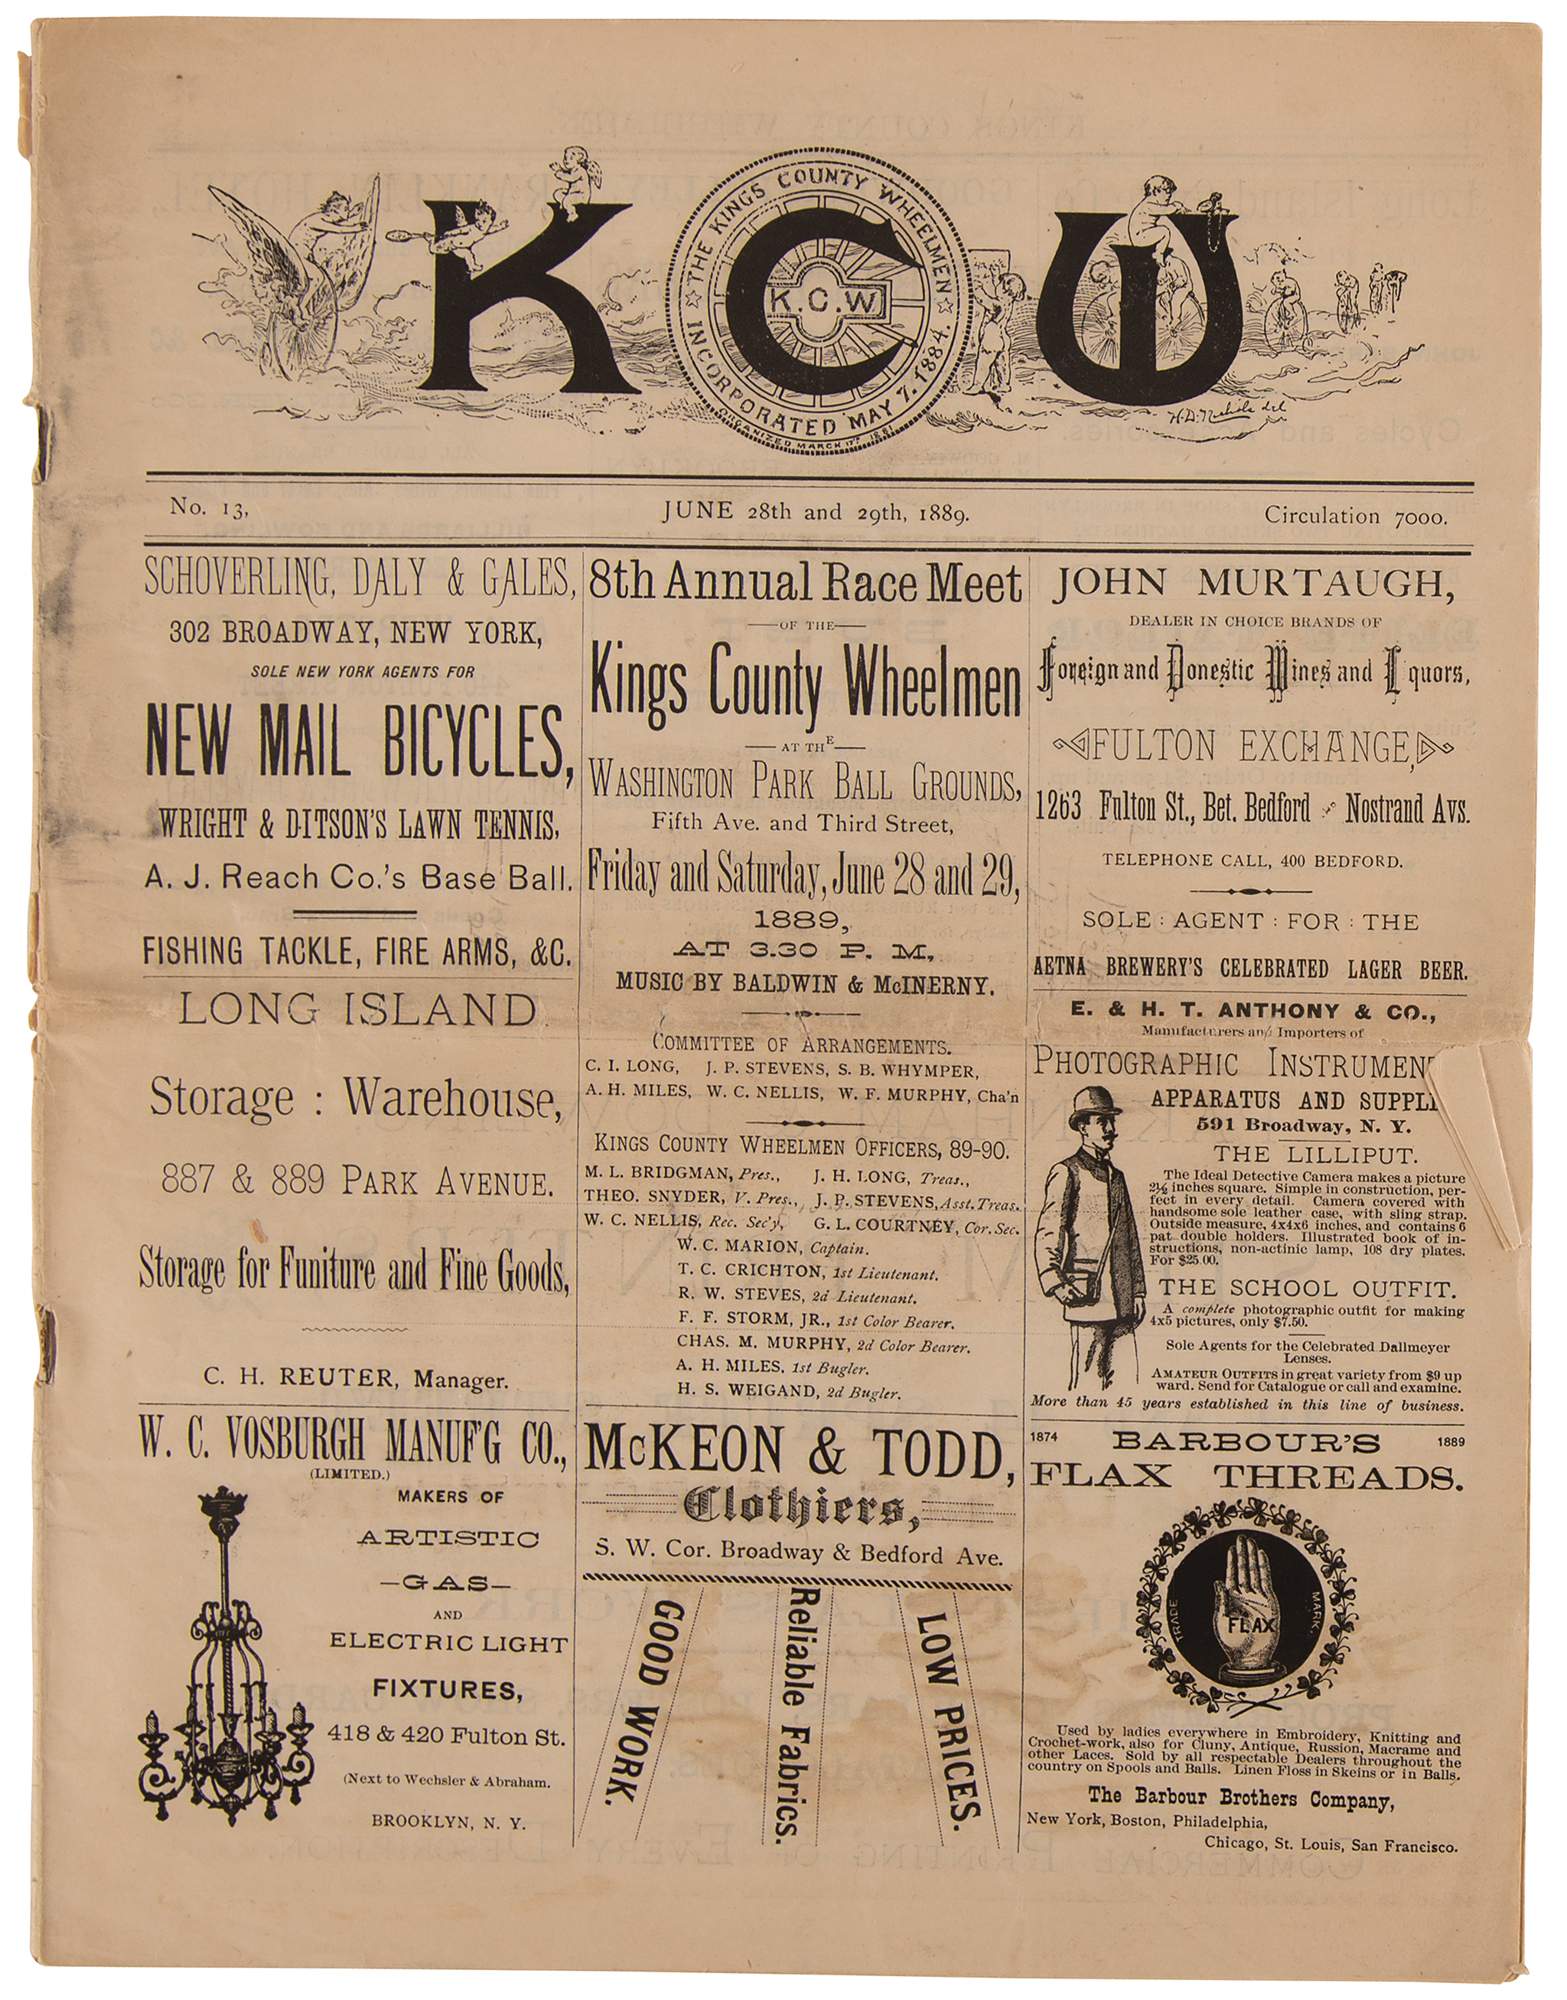 KCW
THE KINGS COUNTY WHEELMEN
INCORPORATED MAY 7. 1884.
ORGANIZED MARCH 17TH 1881
K.C.W
H.D. Nichols del
No. 13,
JUNE 28th and 29th, 1889.
Circulation 7000.
SCHOVERLING, DALY & GALES,
302 BROADWAY, NEW YORK,
SOLE NEW YORK AGENTS FOR
NEW MAIL BICYCLES,
WRIGHT & DITSON'S LAWN TENNIS,
A. J. Reach Co.'s Base Ball.
FISHING TACKLE, FIRE ARMS, &C.
LONG ISLAND
Storage : Warehouse,
887 & 889 PARK AVENUE.
Storage for Funiture and Fine Goods,
C. H. REUTER, Manager.
W. C. VOSBURGH MANUF'G CO.,
(LIMITED.)
MAKERS OF
ARTISTIC
—GAS—
AND
ELECTRIC LIGHT
FIXTURES,
418 & 420 Fulton St.
(Next to Wechsler & Abraham.
BROOKLYN, N. Y.
8th Annual Race Meet
—OF THE—
Kings County Wheelmen
— AT THE—
WASHINGTON PARK BALL GROUNDS,
Fifth Ave. and Third Street,
Friday and Saturday, June 28 and 29,
1889,
AT 3.30 P. M,
MUSIC BY BALDWIN & McINERNY.
COMMITTEE OF ARRANGEMENTS.
C. I. LONG, J. P. STEVENS, S. B. WHYMPER,
A. H. MILES, W. C. NELLIS, W. F. MURPHY, Cha'n
KINGS COUNTY WHEELMEN OFFICERS, 89-90.
M. L. BRIDGMAN, Pres., J. H. LONG, Treas.,
THEO. SNYDER, V. Pres., J. P. STEVENS, Asst. Treas.
W. C. NELLIS, Rec. Sec'y, G. L. COURTNEY, Cor. Sec.
W. C. MARION, Captain.
T. C. CRICHTON, 1st Lieutenant.
R. W. STEVES, 2d Lieutenant.
F. F. STORM, JR., 1st Color Bearer.
CHAS. M. MURPHY, 2d Color Bearer.
A. H. MILES, 1st Bugler.
H. S. WEIGAND, 2d Bugler.
McKEON & TODD,
Clothiers,
S. W. Cor. Broadway & Bedford Ave.
GOOD WORK.
Reliable Fabrics.
LOW PRICES.
JOHN MURTAUGH,
DEALER IN CHOICE BRANDS OF
Foreign and Donestic Wines and Lquors,
FULTON EXCHANGE,
1263 Fulton St., Bet. Bedford & Nostrand Avs.
TELEPHONE CALL, 400 BEDFORD.
SOLE : AGENT : FOR : THE
AETNA BREWERY'S CELEBRATED LAGER BEER.
E. & H. T. ANTHONY & CO.,
Manufacturers and Importers of
PHOTOGRAPHIC INSTRUMEN
APPARATUS AND SUPPLI
591 Broadway, N. Y.
THE LILLIPUT.
The Ideal Detective Camera makes a picture
2½ inches square. Simple in construction, per-
fect in every detail. Camera covered with
handsome sole leather case, with sling strap.
Outside measure, 4x4x6 inches, and contains 6
pat. double holders. Illustrated book of in-
structions, non-actinic lamp, 108 dry plates.
For $25.00.
THE SCHOOL OUTFIT.
A complete photographic outfit for making
4x5 pictures, only $7.50.
Sole Agents for the Celebrated Dallmeyer
Lenses.
AMATEUR OUTFITS in great variety from $9 up
ward. Send for Catalogue or call and examine.
More than 45 years established in this line of business.
1874 BARBOUR'S 1889
FLAX THREADS.
TRADE MARK.
FLAX
Used by ladies everywhere in Embroidery, Knitting and
Crochet-work, also for Cluny, Antique, Russion, Macrame and
other Laces. Sold by all respectable Dealers throughout the
country on Spools and Balls. Linen Floss in Skeins or in Balls.
The Barbour Brothers Company,
New York, Boston, Philadelphia,
Chicago, St. Louis, San Francisco.